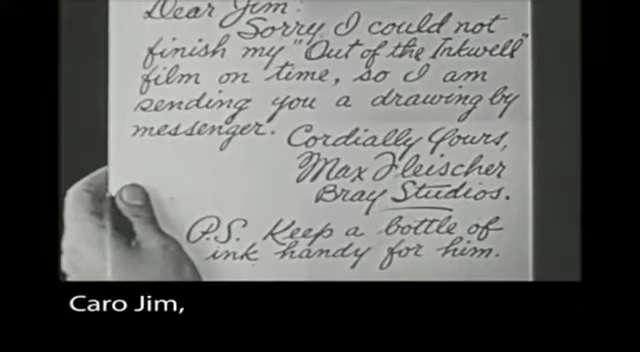 Dear Jim:
Sorry I could not
finish my "Out of the Inkwell"
film on time, so I am
sending you a drawing by
messenger.
Cordially Yours,
Max Fleischer
Bray Studios.
P.S. Keep a bottle of
ink handy for him.
Caro Jim,